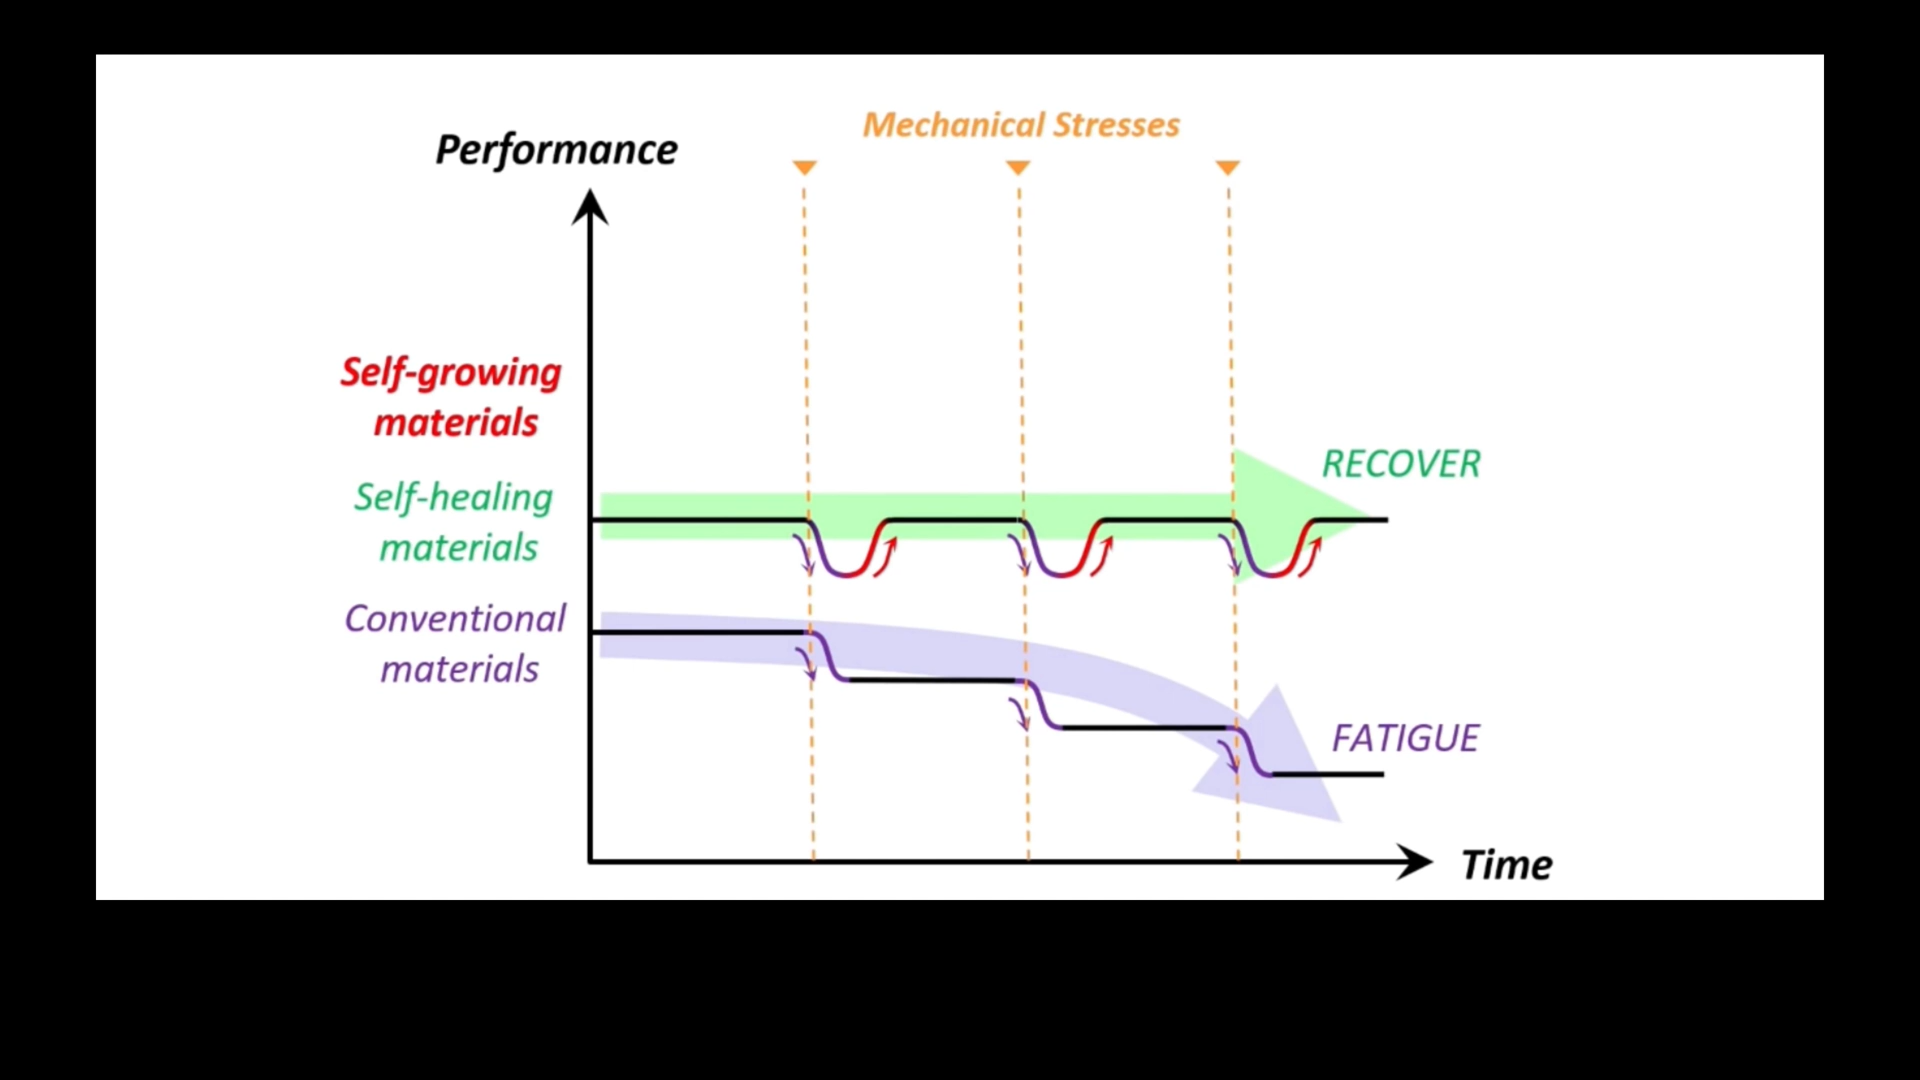 Mechanical Stresses
Performance
Self-growing
materials
RECOVER
Self-healing
materials
Conventional
materials
FATIGUE
Time